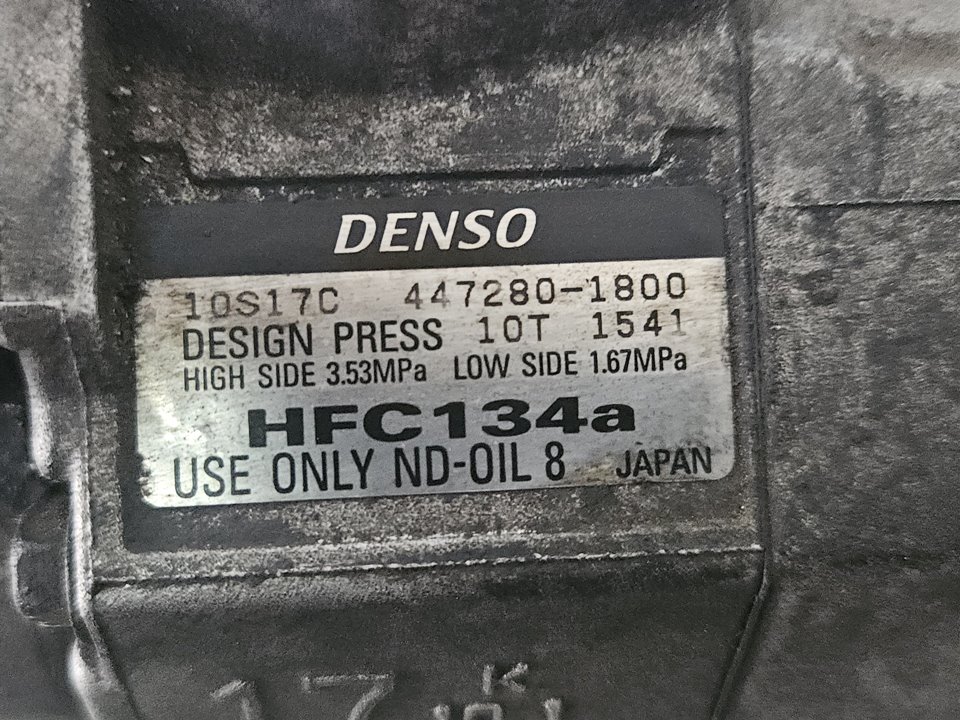 DENSO
10S17C 447280-1800
DESIGN PRESS 10T 1541
HIGH SIDE 3.53MPa LOW SIDE 1.67MPa
HFC134a
USE ONLY ND-OIL 8 JAPAN
17 K